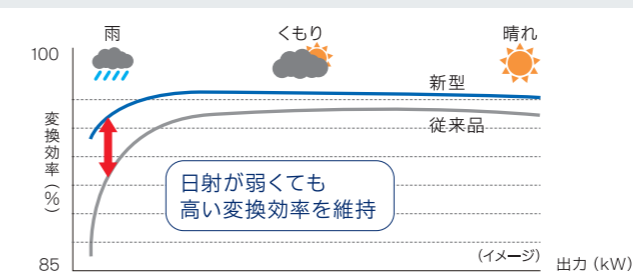 雨
くもり
晴れ
100
新型
従来品
変換効率(%)
日射が弱くても
高い変換効率を維持
(イメージ)
85
出力(kW)